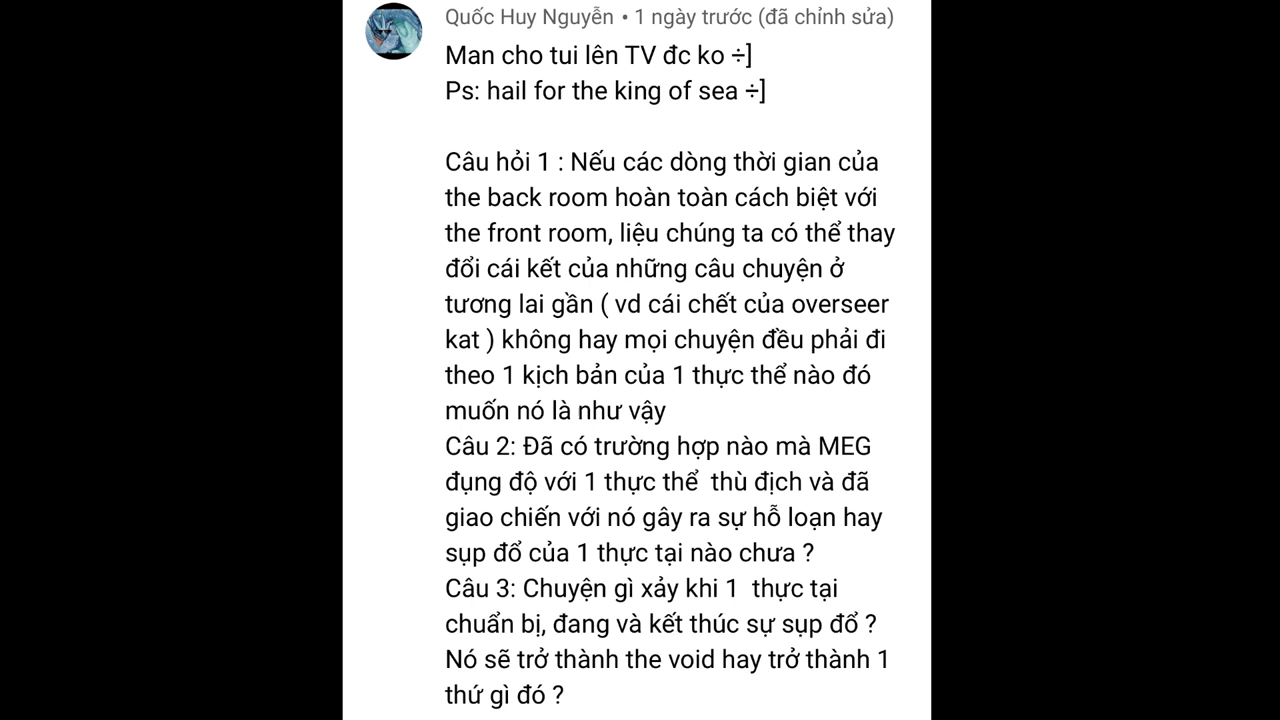 Quốc Huy Nguyễn • 1 ngày trước (đã chỉnh sửa)
Man cho tui lên TV đc ko ÷]
Ps: hail for the king of sea ÷]
Câu hỏi 1 : Nếu các dòng thời gian của
the back room hoàn toàn cách biệt với
the front room, liệu chúng ta có thể thay
đổi cái kết của những câu chuyện ở
tương lai gần ( vd cái chết của overseer
kat ) không hay mọi chuyện đều phải đi
theo 1 kịch bản của 1 thực thể nào đó
muốn nó là như vậy
Câu 2: Đã có trường hợp nào mà MEG
đụng độ với 1 thực thể  thù địch và đã
giao chiến với nó gây ra sự hỗ loạn hay
sụp đổ của 1 thực tại nào chưa ?
Câu 3: Chuyện gì xảy khi 1  thực tại
chuẩn bị, đang và kết thúc sự sụp đổ ?
Nó sẽ trở thành the void hay trở thành 1
thứ gì đó ?